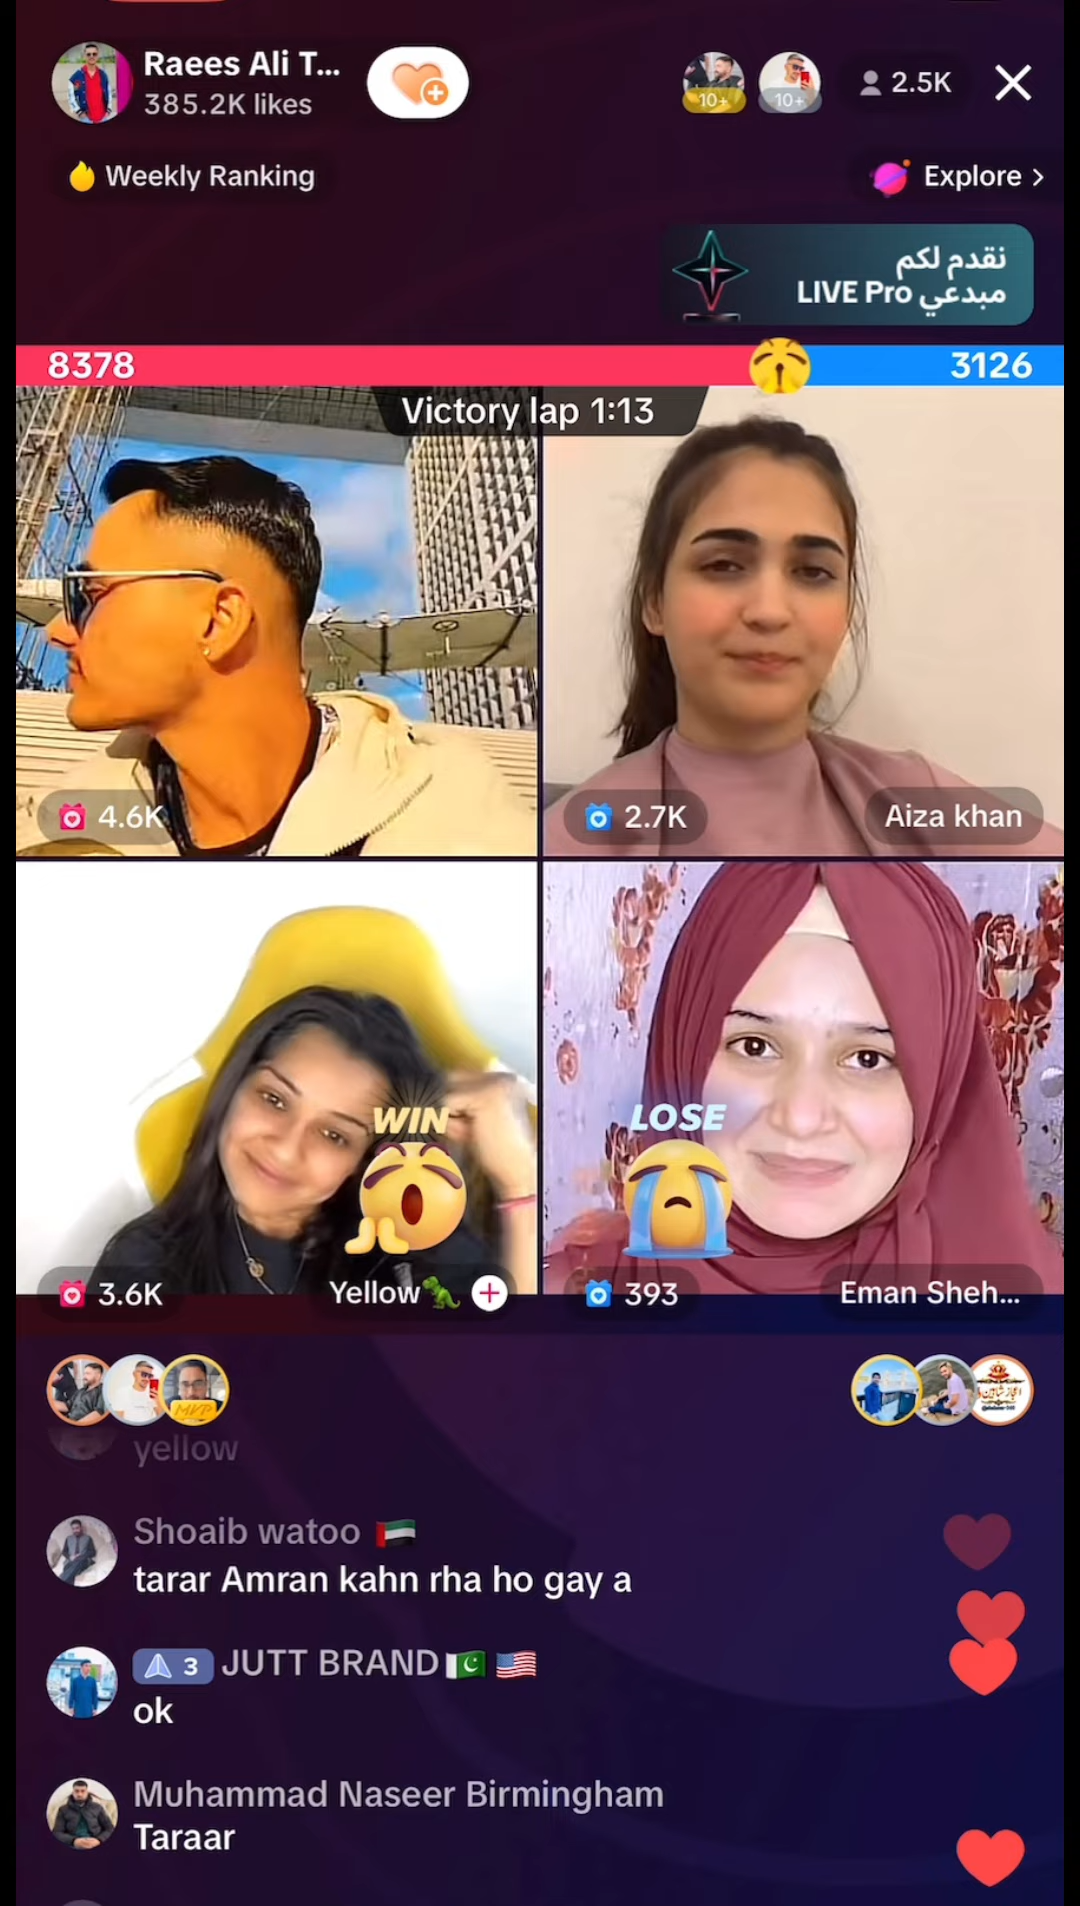 Raees Ali T...
385.2K likes
10+
10+
2.5K
Weekly Ranking
Explore >
نقدم لكم
مبدعي LIVE Pro
8378
3126
Victory lap 1:13
4.6K
2.7K
Aiza khan
WIN
LOSE
3.6K
Yellow
393
Eman Sheh...
MVP
yellow
Shoaib watoo
tarar Amran kahn rha ho gay a
3 JUTT BRAND
ok
Muhammad Naseer Birmingham
Taraar